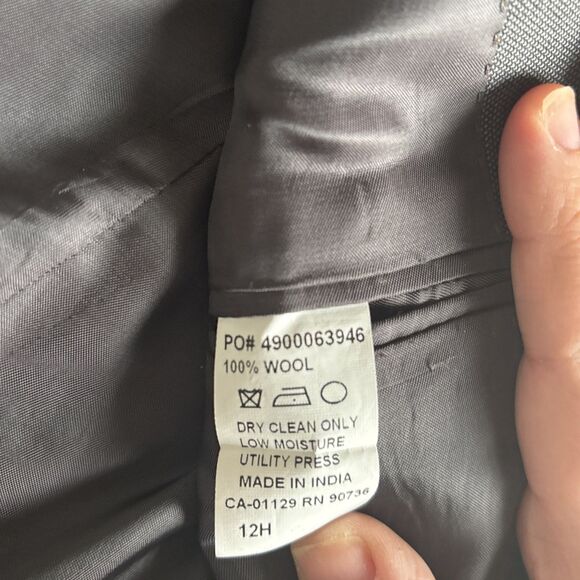 PO# 4900063946
100% WOOL
DRY CLEAN ONLY
LOW MOISTURE
UTILITY PRESS
MADE IN INDIA
CA-01129 RN 90736
12H